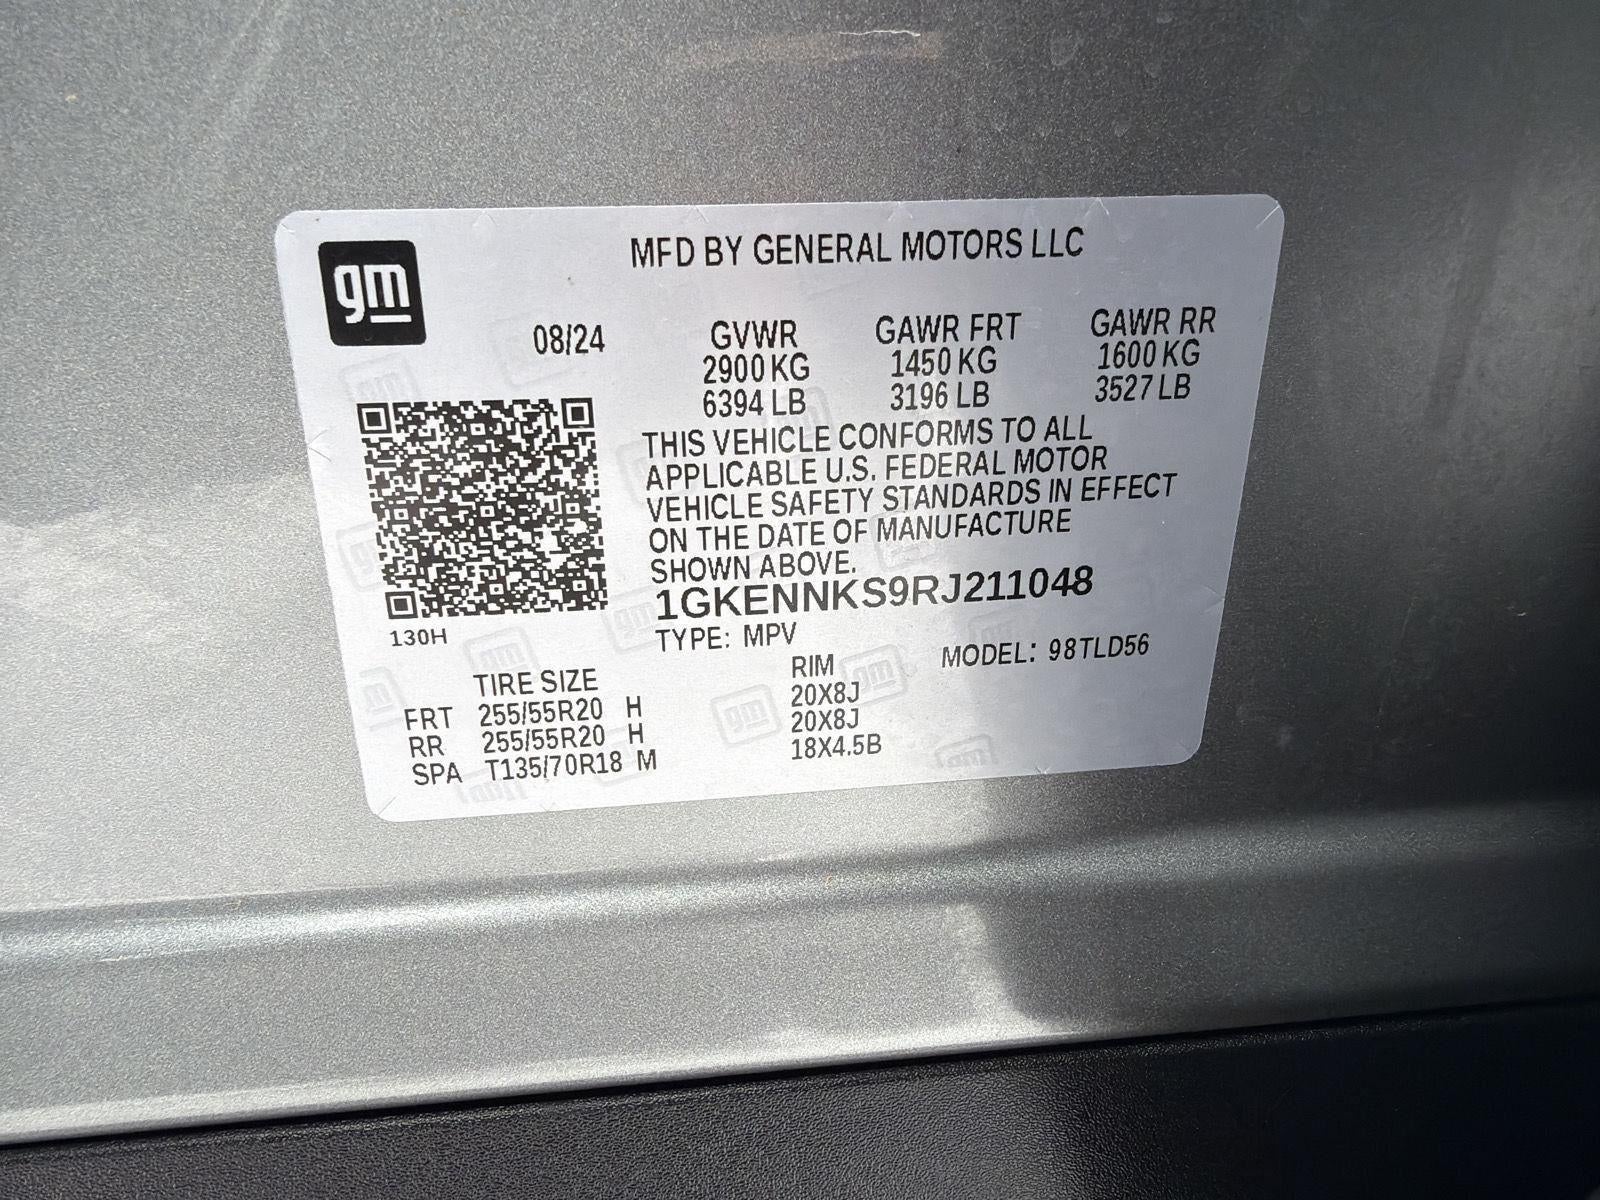 gm
MFD BY GENERAL MOTORS LLC
08/24 GVWR GAWR FRT GAWR RR
2900 KG 1450 KG 1600 KG
6394 LB 3196 LB 3527 LB
THIS VEHICLE CONFORMS TO ALL
APPLICABLE U.S. FEDERAL MOTOR
VEHICLE SAFETY STANDARDS IN EFFECT
ON THE DATE OF MANUFACTURE
SHOWN ABOVE.
1GKENNKS9RJ211048
130H
TYPE: MPV
MODEL: 98TLD56
TIRE SIZE RIM
FRT 255/55R20 H 20X8J
RR 255/55R20 H 20X8J
SPA T135/70R18 M 18X4.5B